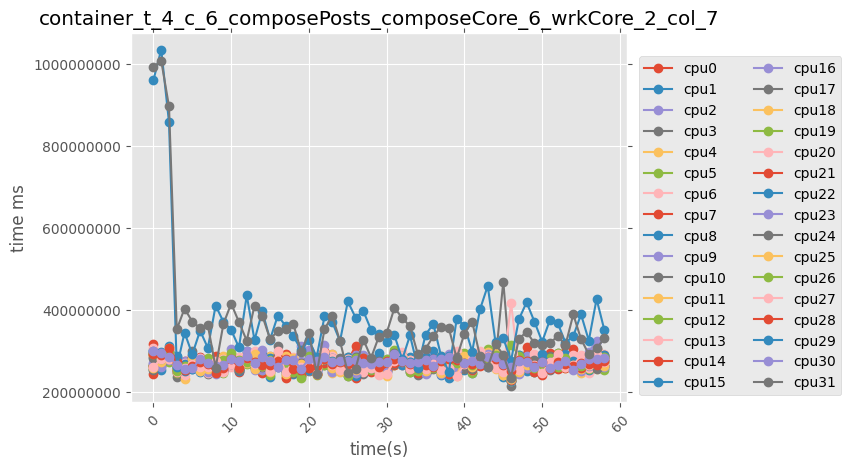 container_t_4_c_6_composePosts_composeCore_6_wrkCore_2_col_7
1000000000
800000000
600000000
400000000
200000000
time ms
0
10
20
30
40
50
60
time(s)
cpu0
cpu1
cpu2
cpu3
cpu4
cpu5
cpu6
cpu7
cpu8
cpu9
cpu10
cpu11
cpu12
cpu13
cpu14
cpu15
cpu16
cpu17
cpu18
cpu19
cpu20
cpu21
cpu22
cpu23
cpu24
cpu25
cpu26
cpu27
cpu28
cpu29
cpu30
cpu31